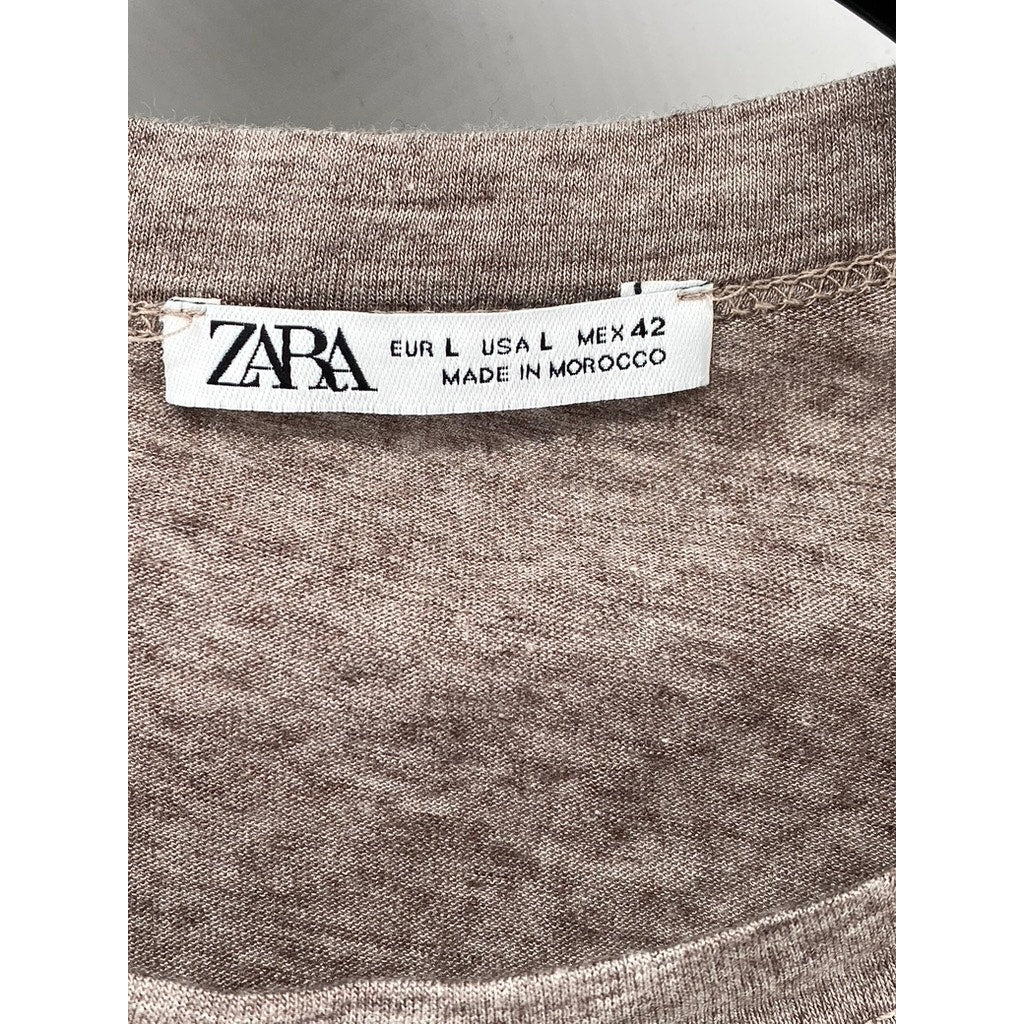 ZARA EUR L USA L MEX 42
MADE IN MOROCCO